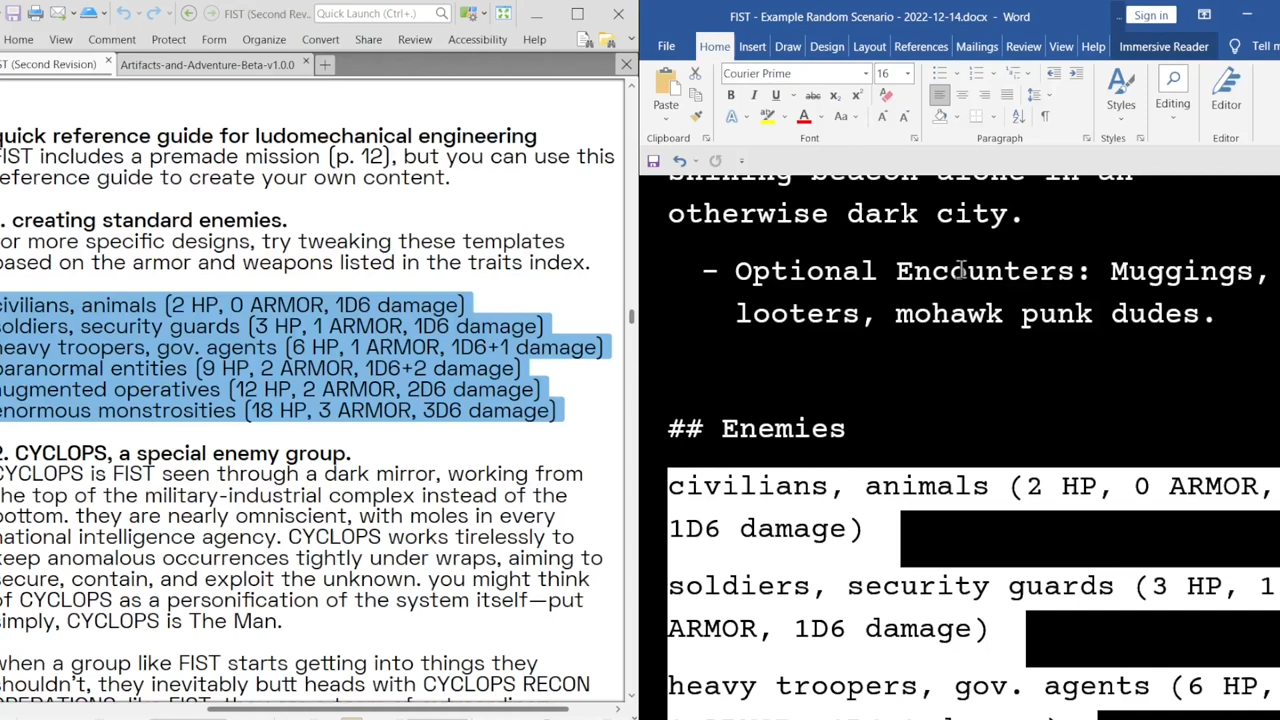 FIST (Second Rev...
Quick Launch (Ctrl+.)
Home View Comment Protect Form Organize Convert Share Review Accessibility Help
ST (Second Revision) × Artifacts-and-Adventure-Beta-v1.0.0 ×
quick reference guide for ludomechanical engineering
FIST includes a premade mission (p. 12), but you can use this
reference guide to create your own content.
. creating standard enemies.
or more specific designs, try tweaking these templates
based on the armor and weapons listed in the traits index.
civilians, animals (2 HP, 0 ARMOR, 1D6 damage)
soldiers, security guards (3 HP, 1 ARMOR, 1D6 damage)
heavy troopers, gov. agents (6 HP, 1 ARMOR, 1D6+1 damage)
paranormal entities (9 HP, 2 ARMOR, 1D6+2 damage)
augmented operatives (12 HP, 2 ARMOR, 2D6 damage)
enormous monstrosities (18 HP, 3 ARMOR, 3D6 damage)
2. CYCLOPS, a special enemy group.
CYCLOPS is FIST seen through a dark mirror, working from
the top of the military-industrial complex instead of the
bottom. they are nearly omniscient, with moles in every
national intelligence agency. CYCLOPS works tirelessly to
keep anomalous occurrences tightly under wraps, aiming to
secure, contain, and exploit the unknown. you might think
of CYCLOPS as a personification of the system itself—put
simply, CYCLOPS is The Man.
when a group like FIST starts getting into things they
shouldn't, they inevitably butt heads with CYCLOPS RECON
FIST - Example Random Scenario - 2022-12-14.docx - Word
... Sign in
File Home Insert Draw Design Layout References Mailings Review View Help Immersive Reader Tell m
Courier Prime 16
Paste
Styles Editing Editor
Clipboard Font Paragraph Styles Editor
shining beacon alone in an
otherwise dark city.
- Optional Encounters: Muggings,
looters, mohawk punk dudes.
## Enemies
civilians, animals (2 HP, 0 ARMOR,
1D6 damage)
soldiers, security guards (3 HP, 1
ARMOR, 1D6 damage)
heavy troopers, gov. agents (6 HP,